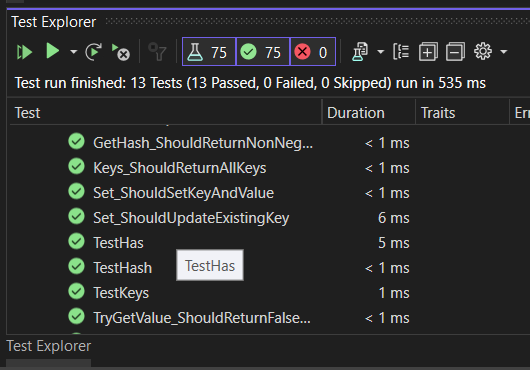 Test Explorer
75 75 0
Test run finished: 13 Tests (13 Passed, 0 Failed, 0 Skipped) run in 535 ms
Test Duration Traits Er
GetHash_ShouldReturnNonNeg... < 1 ms
Keys_ShouldReturnAllKeys < 1 ms
Set_ShouldSetKeyAndValue < 1 ms
Set_ShouldUpdateExistingKey 6 ms
TestHas 5 ms
TestHash < 1 ms
TestHas
TestKeys 1 ms
TryGetValue_ShouldReturnFalse... < 1 ms
Test Explorer